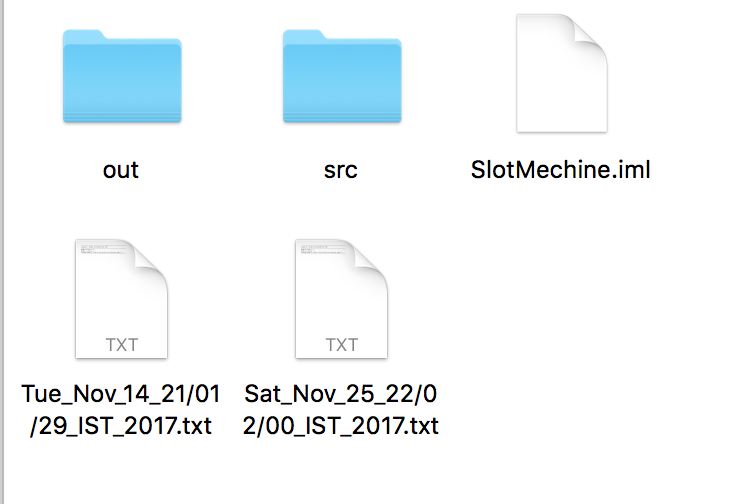 out
src
SlotMechine.iml
TXT
TXT
Tue_Nov_14_21/01
/29_IST_2017.txt
Sat_Nov_25_22/0
2/00_IST_2017.txt